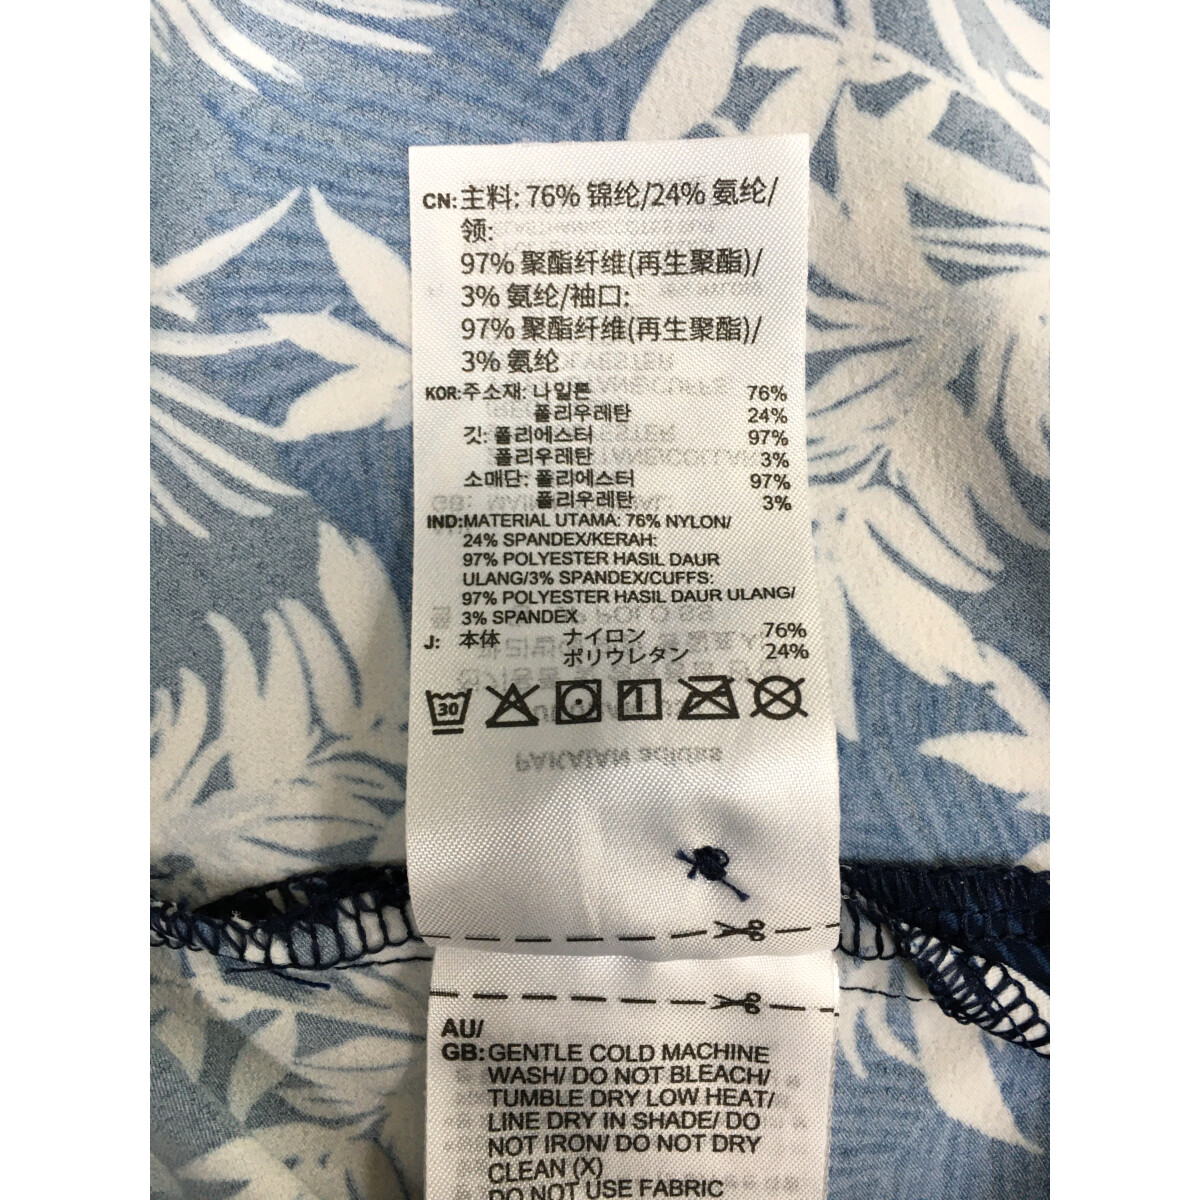 CN:主料: 76% 锦纶/24% 氨纶/
领:
97% 聚酯纤维(再生聚酯)/
3% 氨纶/袖口:
97% 聚酯纤维(再生聚酯)/
3% 氨纶
KOR:주소재: 나일론 76%
폴리우레탄 24%
깃: 폴리에스터 97%
폴리우레탄 3%
소매단: 폴리에스터 97%
폴리우레탄 3%
IND:MATERIAL UTAMA: 76% NYLON/
24% SPANDEX/KERAH:
97% POLYESTER HASIL DAUR
ULANG/3% SPANDEX/CUFFS:
97% POLYESTER HASIL DAUR ULANG/
3% SPANDEX
J: 本体 ナイロン 76%
ポリウレタン 24%
30
AU/
GB:GENTLE COLD MACHINE
WASH/ DO NOT BLEACH/
TUMBLE DRY LOW HEAT/
LINE DRY IN SHADE/ DO
NOT IRON/ DO NOT DRY
CLEAN (X)
DO NOT USE FABRIC